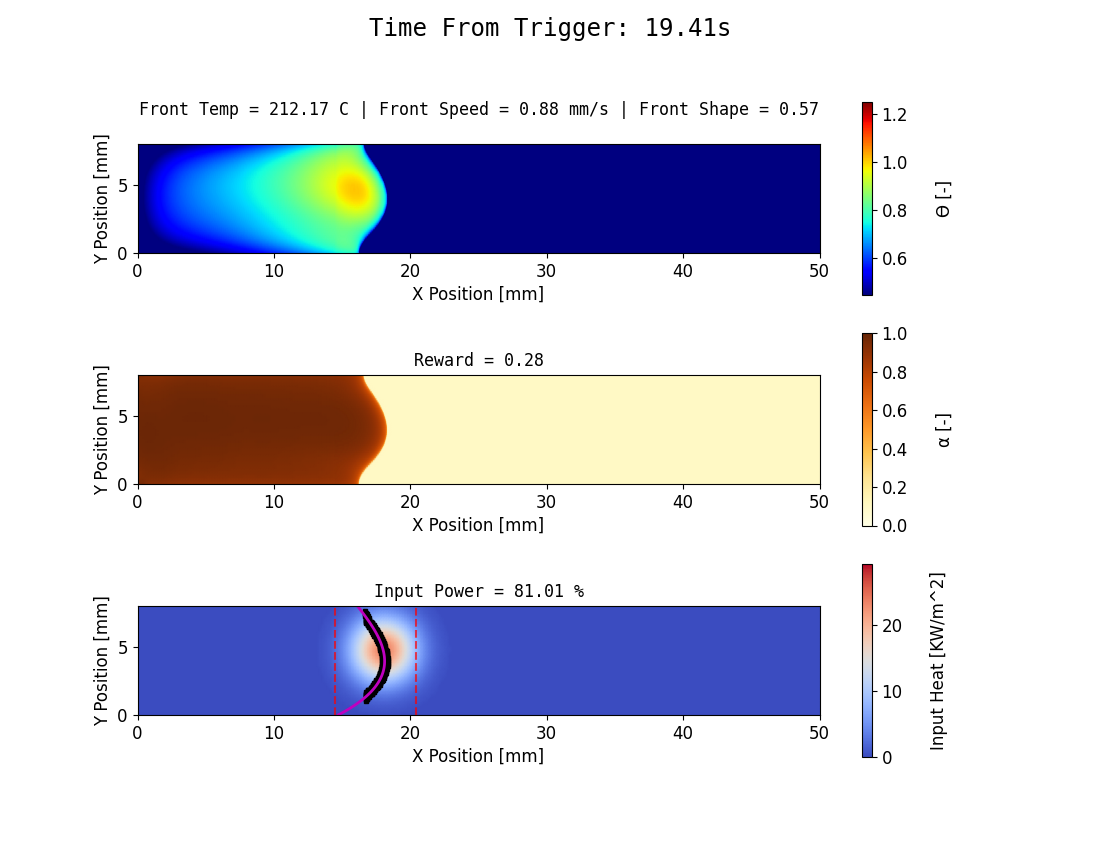 Time From Trigger: 19.41s
Front Temp = 212.17 C | Front Speed = 0.88 mm/s | Front Shape = 0.57
Y Position [mm]
5
0
0 10 20 30 40 50
X Position [mm]
1.2
1.0
0.8
0.6
Θ [-]
Reward = 0.28
Y Position [mm]
5
0
0 10 20 30 40 50
X Position [mm]
1.0
0.8
0.6
0.4
0.2
0.0
α [-]
Input Power = 81.01 %
Y Position [mm]
5
0
0 10 20 30 40 50
X Position [mm]
20
10
0
Input Heat [KW/m^2]